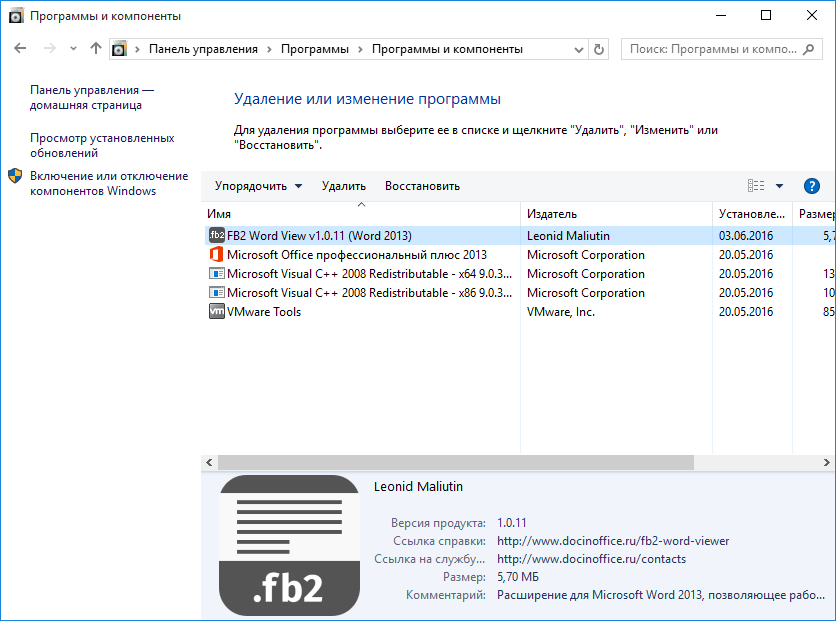 Программы и компоненты
Панель управления Программы Программы и компоненты
Поиск: Программы и компо...
Панель управления —
домашняя страница
Просмотр установленных
обновлений
Включение или отключение
компонентов Windows
Удаление или изменение программы
Для удаления программы выберите ее в списке и щелкните "Удалить", "Изменить" или
"Восстановить".
Упорядочить Удалить Восстановить ?
Имя Издатель Установле... Размер
.fb2 FB2 Word View v1.0.11 (Word 2013) Leonid Maliutin 03.06.2016 5,7
Microsoft Office профессиональный плюс 2013 Microsoft Corporation 20.05.2016
Microsoft Visual C++ 2008 Redistributable - x64 9.0.3... Microsoft Corporation 20.05.2016 13
Microsoft Visual C++ 2008 Redistributable - x86 9.0.3... Microsoft Corporation 20.05.2016 10
vm VMware Tools VMware, Inc. 20.05.2016 85
.fb2
Leonid Maliutin
Версия продукта: 1.0.11
Ссылка справки: http://www.docinoffice.ru/fb2-word-viewer
Ссылка на службу... http://www.docinoffice.ru/contacts
Размер: 5,70 МБ
Комментарий: Расширение для Microsoft Word 2013, позволяющее рабо...